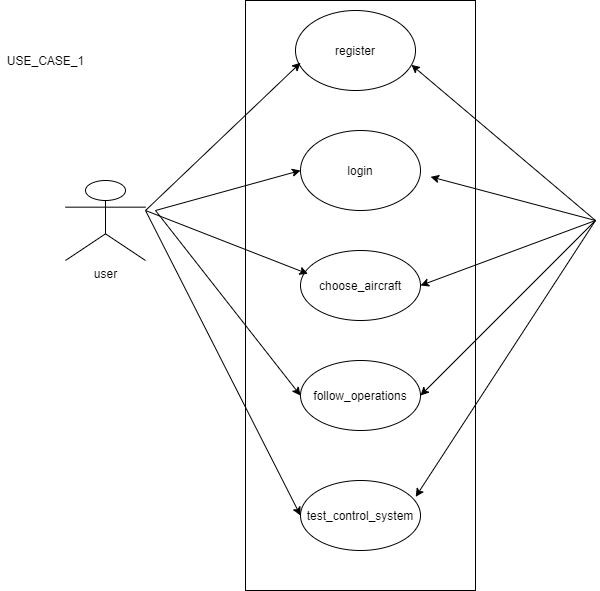 register
USE_CASE_1
login
user
choose_aircraft
follow_operations
test_control_system